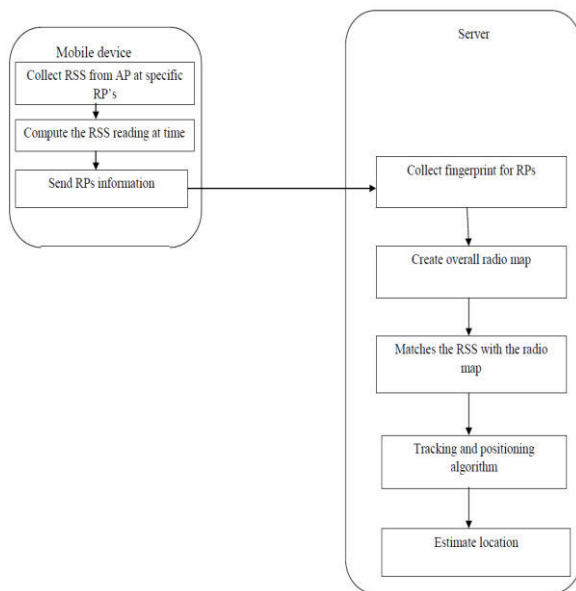 Mobile device
Collect RSS from AP at specific
RP's
Compute the RSS reading at time
Send RPs information
Server
Collect fingerprint for RPs
Create overall radio map
Matches the RSS with the radio
map
Tracking and positioning
algorithm
Estimate location